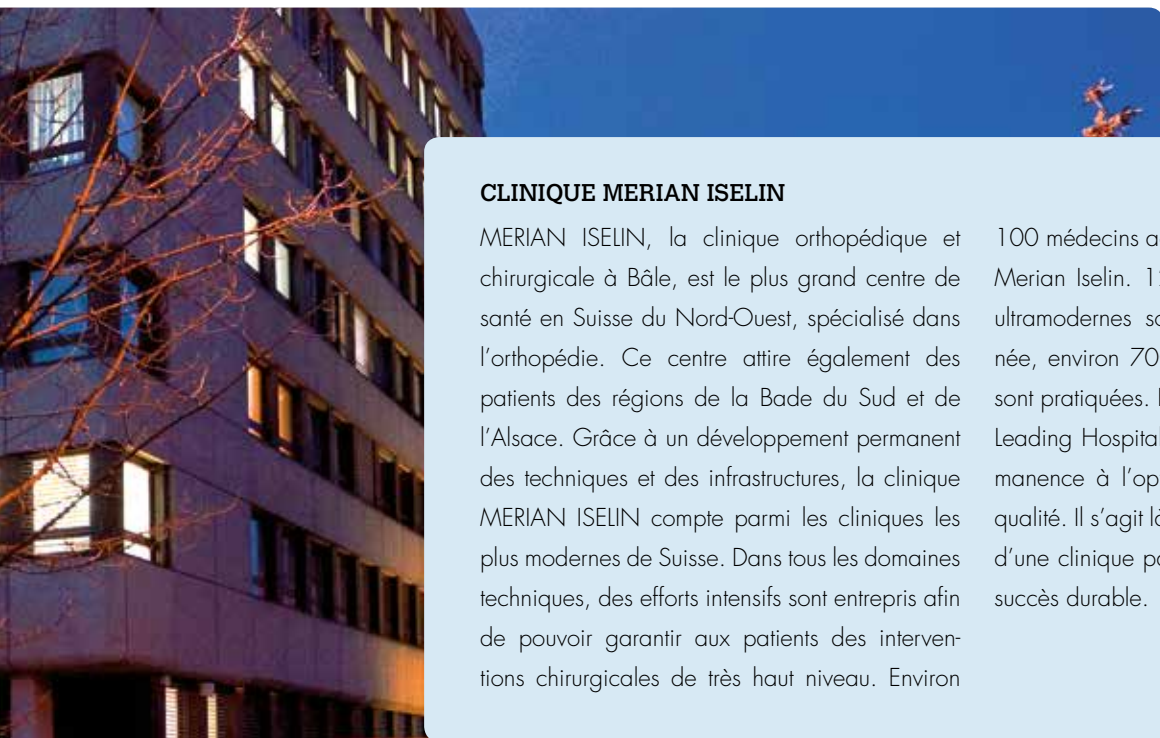 CLINIQUE MERIAN ISELIN
MERIAN ISELIN, la clinique orthopédique et
chirurgicale à Bâle, est le plus grand centre de
santé en Suisse du Nord-Ouest, spécialisé dans
l'orthopédie. Ce centre attire également des
patients des régions de la Bade du Sud et de
l'Alsace. Grâce à un développement permanent
des techniques et des infrastructures, la clinique
MERIAN ISELIN compte parmi les cliniques les
plus modernes de Suisse. Dans tous les domaines
techniques, des efforts intensifs sont entrepris afin
de pouvoir garantir aux patients des interven-
tions chirurgicales de très haut niveau. Environ
100 médecins
Merian Iselin.
ultramodernes
née, environ 70
sont pratiquées.
Leading
manence à
qualité. Il s'agit
d'une clinique
succès durable.